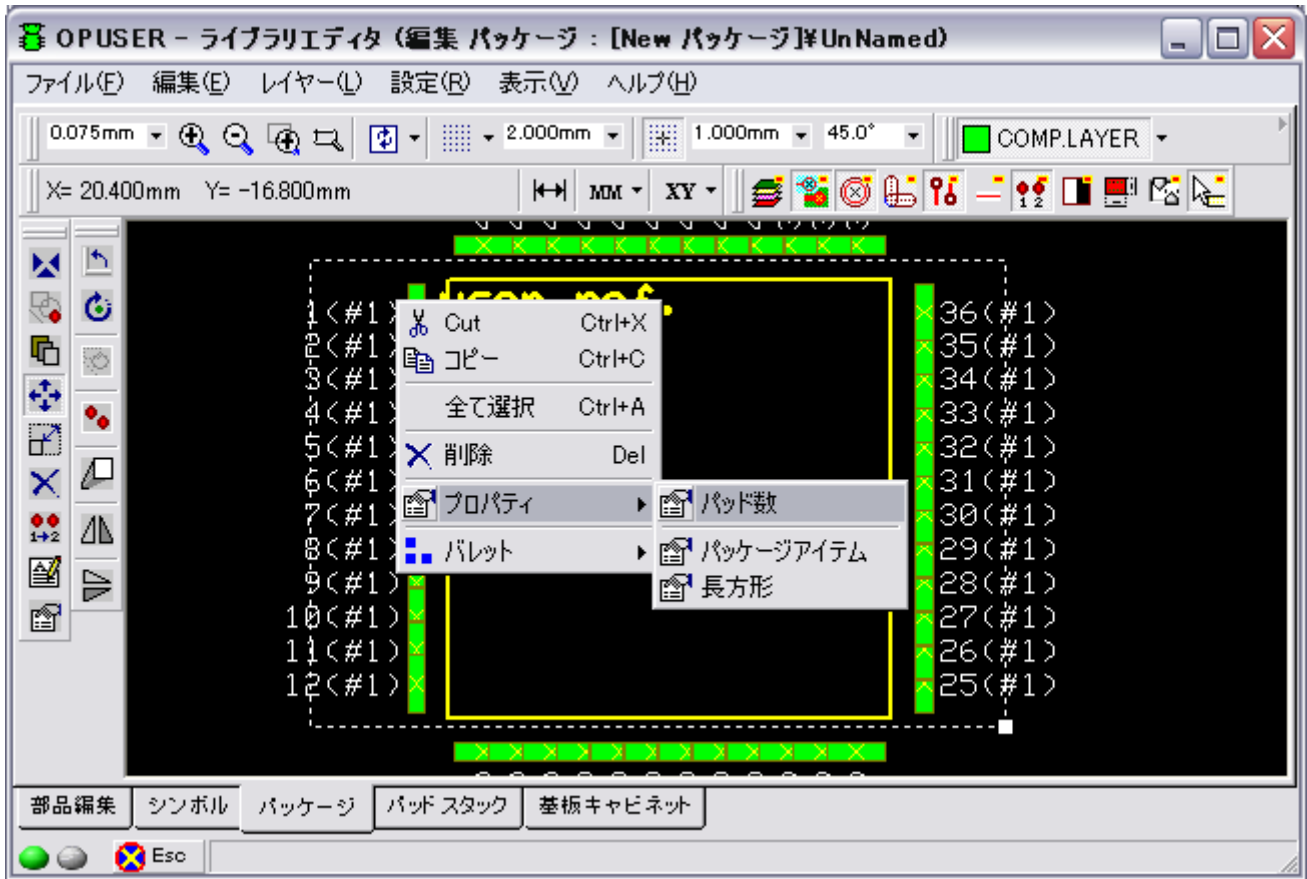 OPUSER - ライブラリエディタ (編集 パッケージ : [New パッケージ]¥UnNamed)
ファイル(F) 編集(E) レイヤー(L) 設定(R) 表示(V) ヘルプ(H)
0.075mm 2.000mm 1.000mm 45.0° COMP.LAYER
X= 20.400mm Y= -16.800mm MM XY
1(#1) 36(#1)
2(#1) 35(#1)
3(#1) 34(#1)
4(#1) 33(#1)
5(#1) 32(#1)
6(#1) 31(#1)
7(#1) 30(#1)
8(#1) 29(#1)
9(#1) 28(#1)
10(#1) 27(#1)
11(#1) 26(#1)
12(#1) 25(#1)
Cut Ctrl+X
コピー Ctrl+C
全て選択 Ctrl+A
削除 Del
プロパティ
パレット
パッド数
パッケージアイテム
長方形
1→2
部品編集 シンボル パッケージ パッド スタック 基板キャビネット
Esc